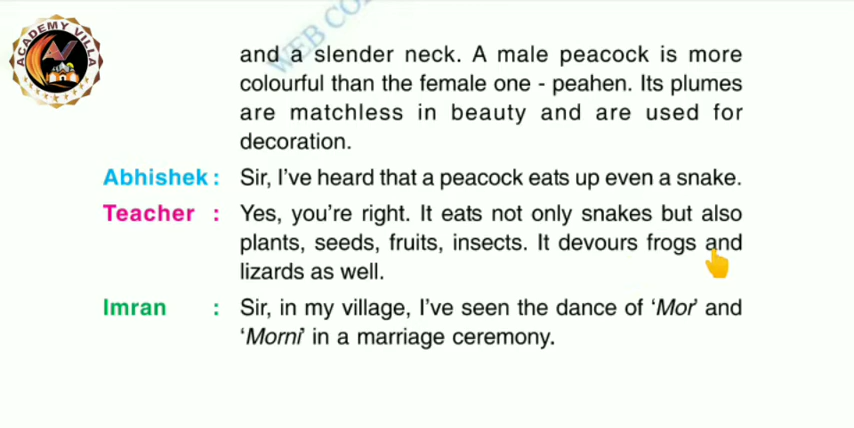 ACADEMY VILLA
AV
WEB CO
and a slender neck. A male peacock is more
colourful than the female one - peahen. Its plumes
are matchless in beauty and are used for
decoration.
Abhishek : Sir, I've heard that a peacock eats up even a snake.
Teacher : Yes, you're right. It eats not only snakes but also
plants, seeds, fruits, insects. It devours frogs and
lizards as well.
Imran : Sir, in my village, I've seen the dance of 'Mor' and
'Morni' in a marriage ceremony.